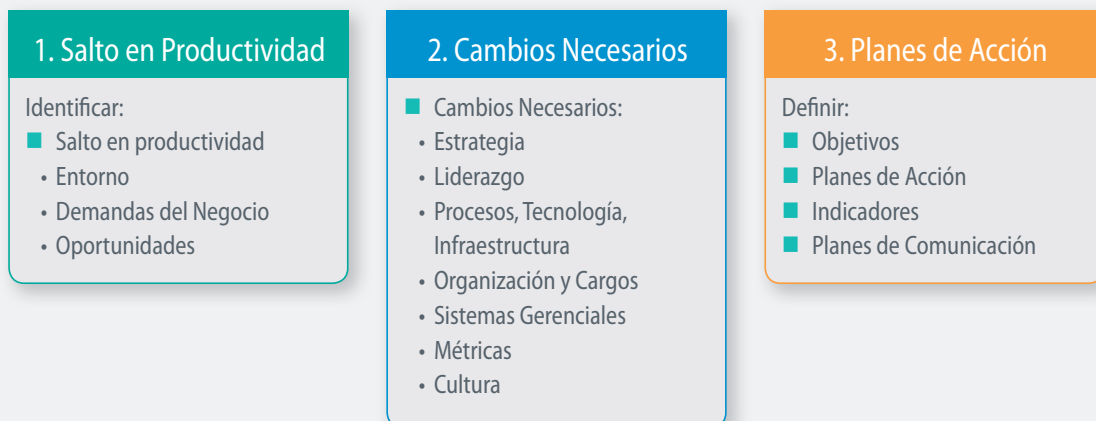 1. Salto en Productividad
Identificar:
■ Salto en productividad
• Entorno
• Demandas del Negocio
• Oportunidades
2. Cambios Necesarios
■ Cambios Necesarios:
• Estrategia
• Liderazgo
• Procesos, Tecnología,
Infraestructura
• Organización y Cargos
• Sistemas Gerenciales
• Métricas
• Cultura
3. Planes de Acción
Definir:
■ Objetivos
■ Planes de Acción
■ Indicadores
■ Planes de Comunicación